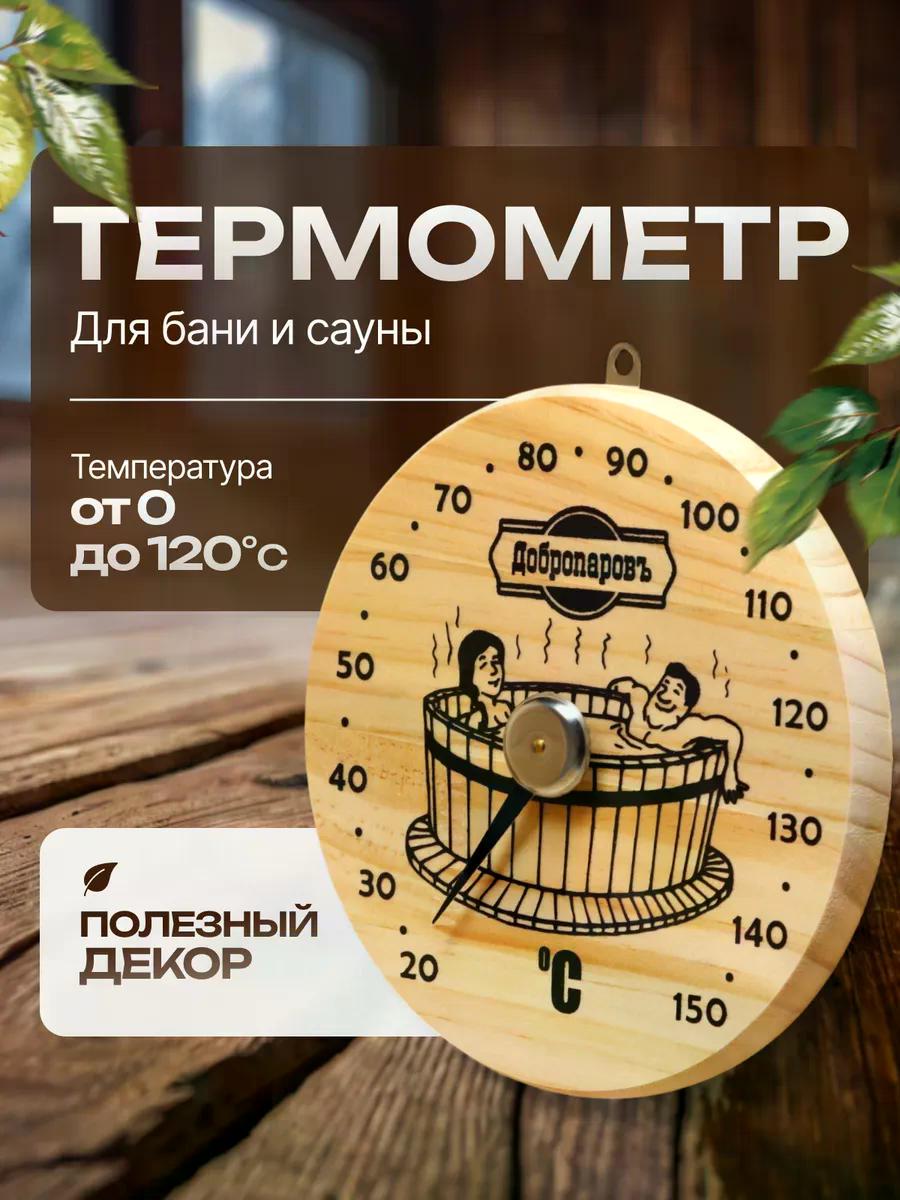 ТЕРМОМЕТР
Для бани и сауны
Температура
от 0
до 120°С
80 90
70 100
Добропаровъ
60 110
50 120
40 130
30 140
20 150
°C
ПОЛЕЗНЫЙ
ДЕКОР